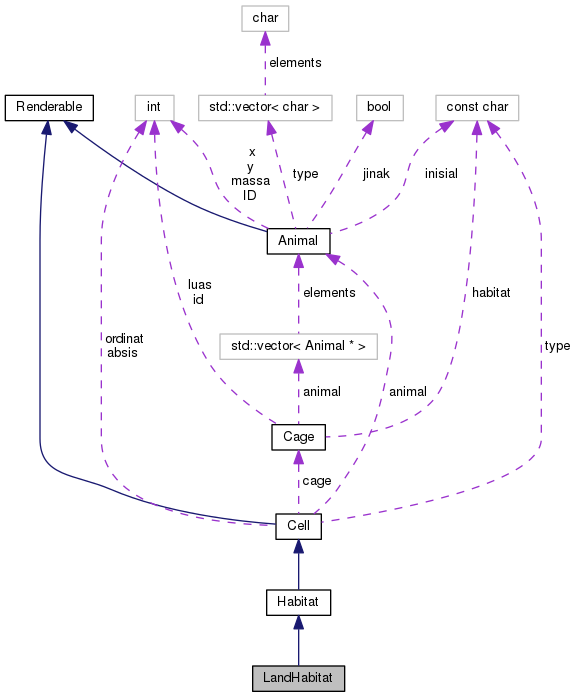 char
elements
Renderable
int
std::vector< char >
bool
const char
x
y
massa
ID
type
jinak
inisial
Animal
luas
id
elements
habitat
ordinat
absis
std::vector< Animal * >
type
animal
animal
Cage
cage
Cell
Habitat
LandHabitat